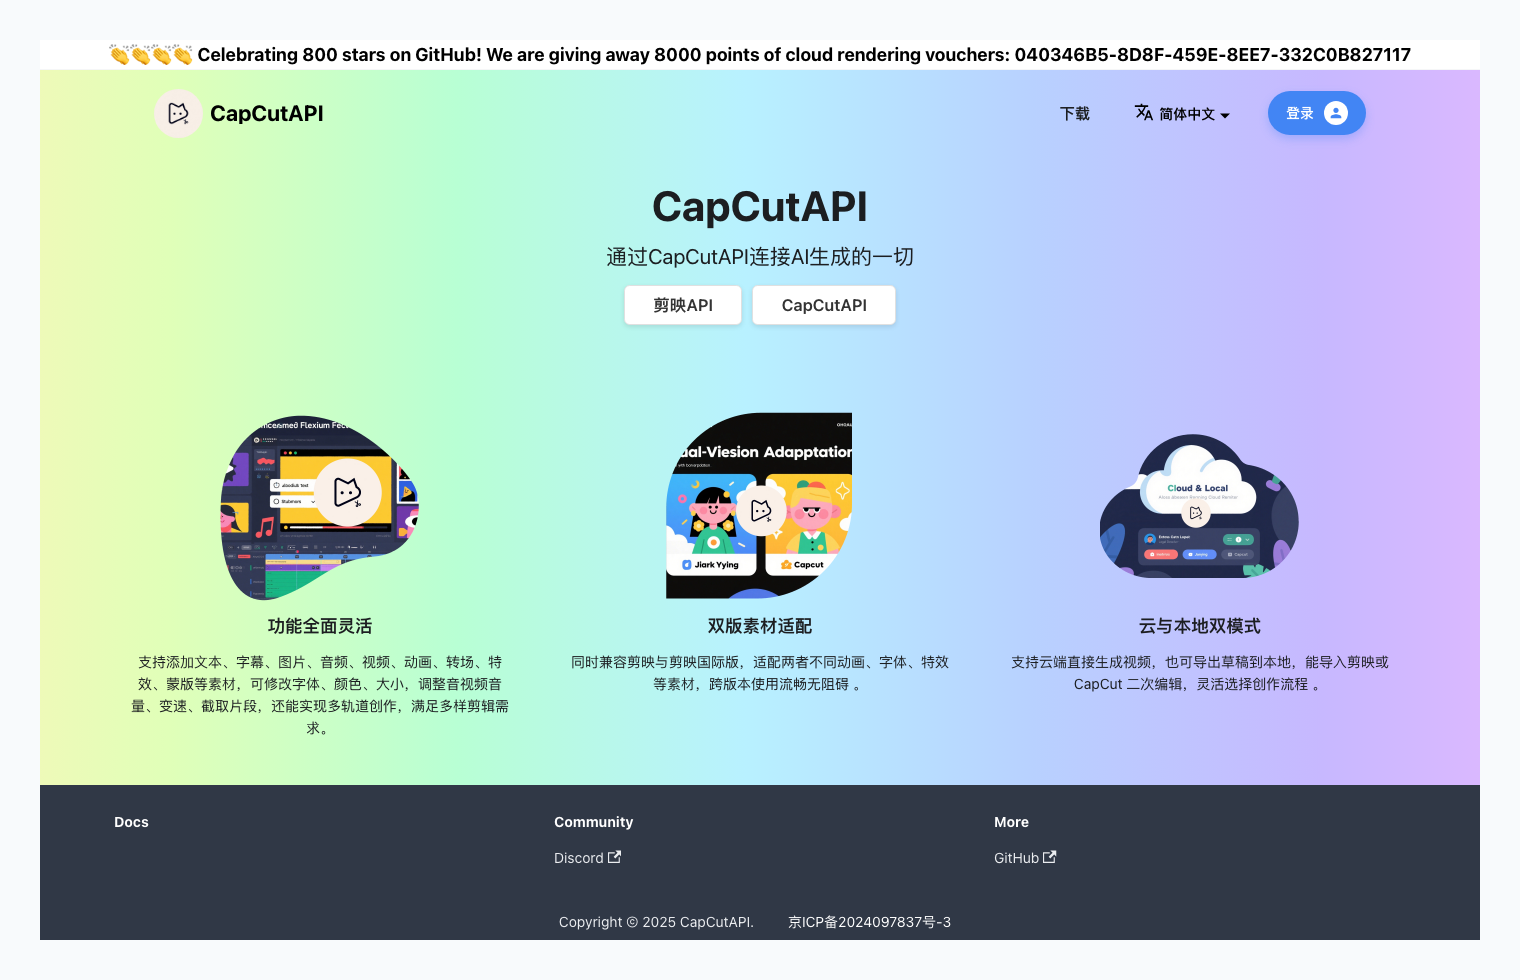 👏👏👏👏 Celebrating 800 stars on GitHub! We are giving away 8000 points of cloud rendering vouchers: 040346B5-8D8F-459E-8EE7-332C0B827117
CapCutAPI
下载
简体中文
登录
CapCutAPI
通过CapCutAPI连接AI生成的一切
剪映API
CapCutAPI
Flexium
ual-Viesion Adapptation
Jiark Yying
Capcut
Cloud & Local
功能全面灵活
支持添加文本、字幕、图片、音频、视频、动画、转场、特
效、蒙版等素材，可修改字体、颜色、大小，调整音视频音
量、变速、截取片段，还能实现多轨道创作，满足多样剪辑需
求。
双版素材适配
同时兼容剪映与剪映国际版，适配两者不同动画、字体、特效
等素材，跨版本使用流畅无阻碍 。
云与本地双模式
支持云端直接生成视频，也可导出草稿到本地，能导入剪映或
CapCut 二次编辑，灵活选择创作流程 。
Docs
Community
Discord
More
GitHub
Copyright © 2025 CapCutAPI.
京ICP备2024097837号-3